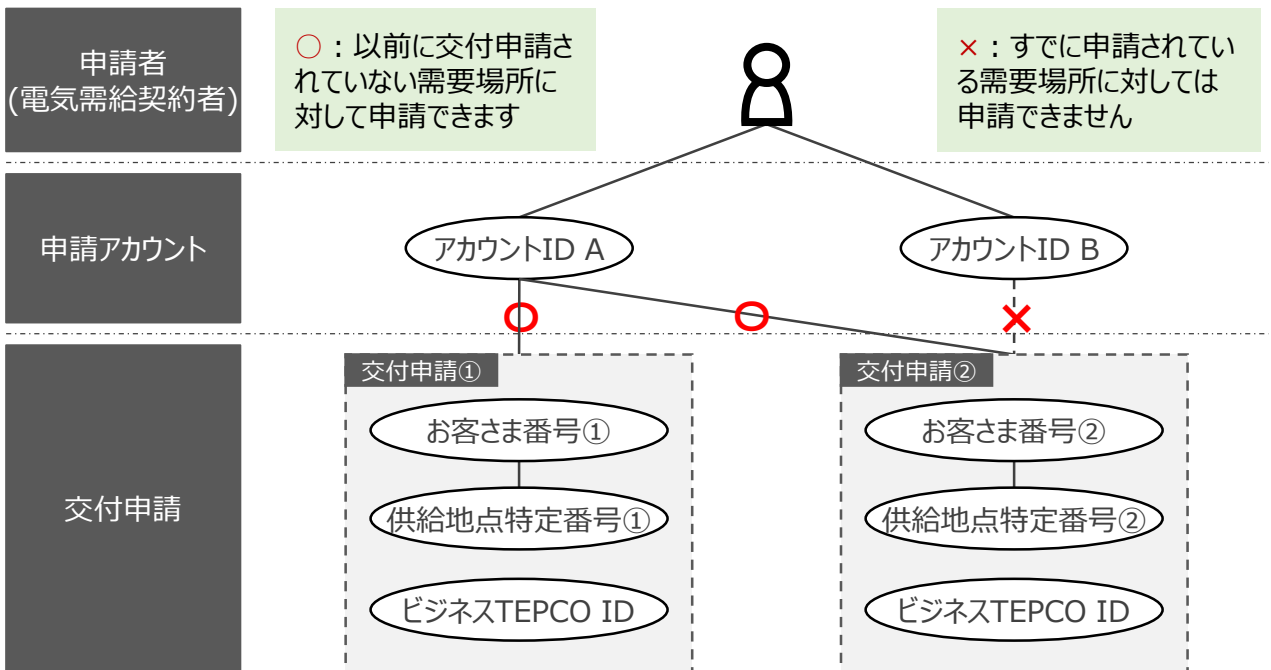 申請者
(電気需給契約者)
○：以前に交付申請さ
れていない需要場所に
対して申請できます
×：すでに申請されてい
る需要場所に対しては
申請できません
申請アカウント
アカウントID A
アカウントID B
○
○
×
交付申請
交付申請①
お客さま番号①
供給地点特定番号①
ビジネスTEPCO ID
交付申請②
お客さま番号②
供給地点特定番号②
ビジネスTEPCO ID